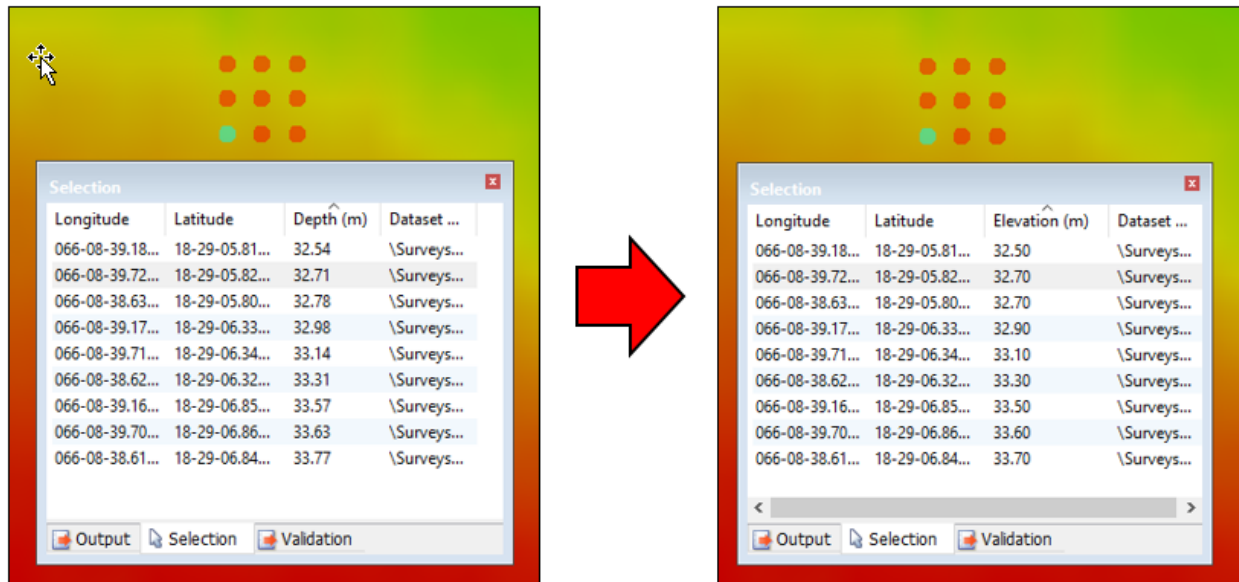 Selection
Longitude Latitude Depth (m) Dataset ...
066-08-39.18... 18-29-05.81... 32.54 \Surveys...
066-08-39.72... 18-29-05.82... 32.71 \Surveys...
066-08-38.63... 18-29-05.80... 32.78 \Surveys...
066-08-39.17... 18-29-06.33... 32.98 \Surveys...
066-08-39.71... 18-29-06.34... 33.14 \Surveys...
066-08-38.62... 18-29-06.32... 33.31 \Surveys...
066-08-39.16... 18-29-06.85... 33.57 \Surveys...
066-08-39.70... 18-29-06.86... 33.63 \Surveys...
066-08-38.61... 18-29-06.84... 33.77 \Surveys...
Output Selection Validation
Selection
Longitude Latitude Elevation (m) Dataset ...
066-08-39.18... 18-29-05.81... 32.50 \Surveys...
066-08-39.72... 18-29-05.82... 32.70 \Surveys...
066-08-38.63... 18-29-05.80... 32.70 \Surveys...
066-08-39.17... 18-29-06.33... 32.90 \Surveys...
066-08-39.71... 18-29-06.34... 33.10 \Surveys...
066-08-38.62... 18-29-06.32... 33.30 \Surveys...
066-08-39.16... 18-29-06.85... 33.50 \Surveys...
066-08-39.70... 18-29-06.86... 33.60 \Surveys...
066-08-38.61... 18-29-06.84... 33.70 \Surveys...
Output Selection Validation